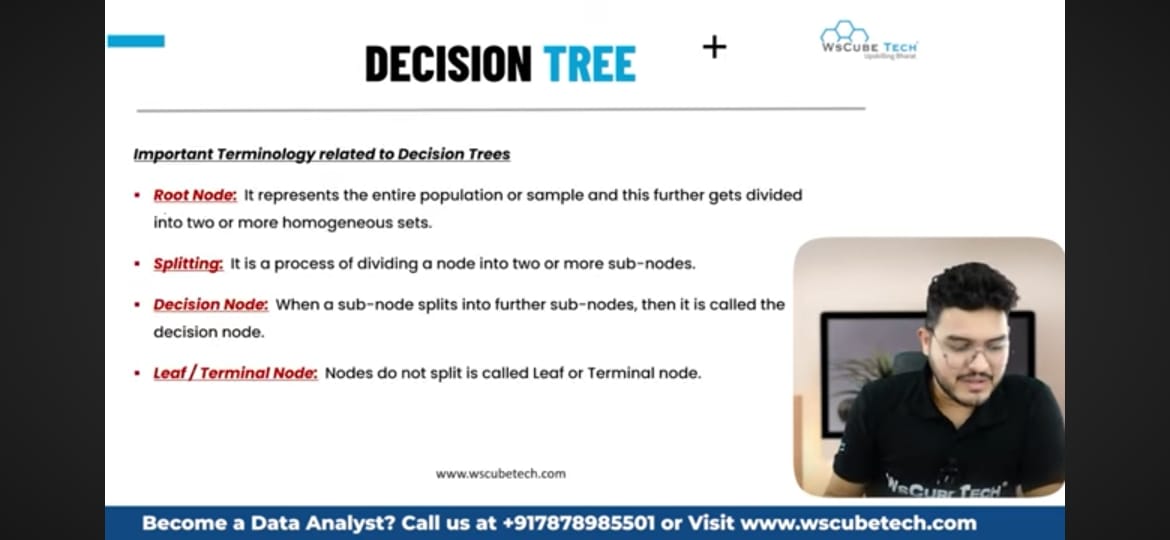 DECISION TREE
WsCube Tech
Upskilling Bharat
Important Terminology related to Decision Trees
▪ Root Node: It represents the entire population or sample and this further gets divided
into two or more homogeneous sets.
▪ Splitting: It is a process of dividing a node into two or more sub-nodes.
▪ Decision Node: When a sub-node splits into further sub-nodes, then it is called the
decision node.
▪ Leaf / Terminal Node: Nodes do not split is called Leaf or Terminal node.
WsCube Tech
www.wscubetech.com
Become a Data Analyst? Call us at +917878985501 or Visit www.wscubetech.com